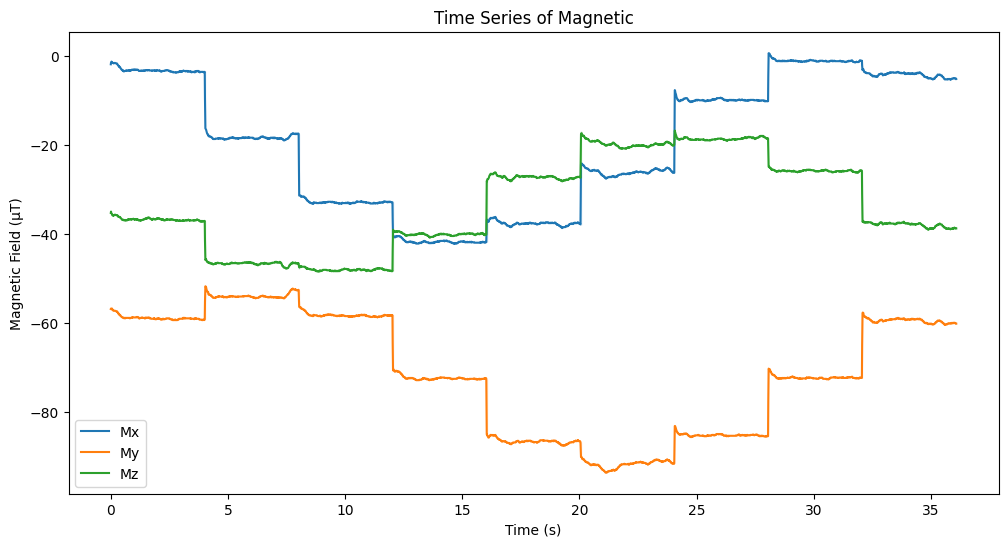 Time Series of Magnetic
Magnetic Field (μT)
0
−20
−40
−60
−80
Mx
My
Mz
0 5 10 15 20 25 30 35
Time (s)